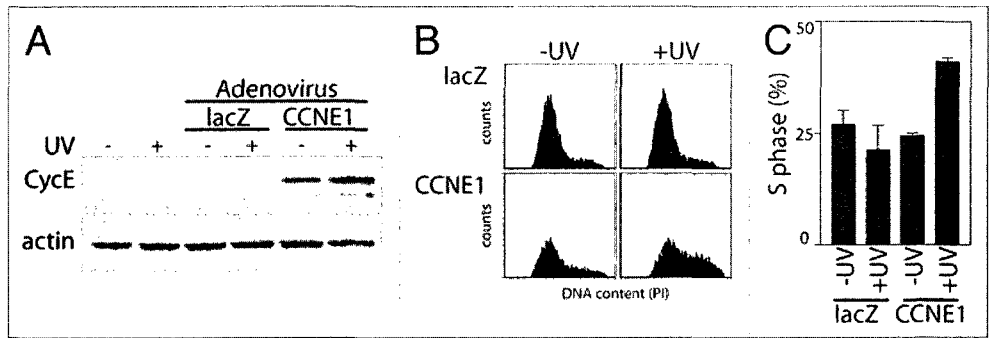 A
Adenovirus
lacZ CCNE1
UV - + - + - +
CycE
actin
B
-UV +UV
lacZ
counts
CCNE1
counts
DNA content (PI)
C
S phase (%)
50
25
0
-UV +UV -UV +UV
lacZ CCNE1